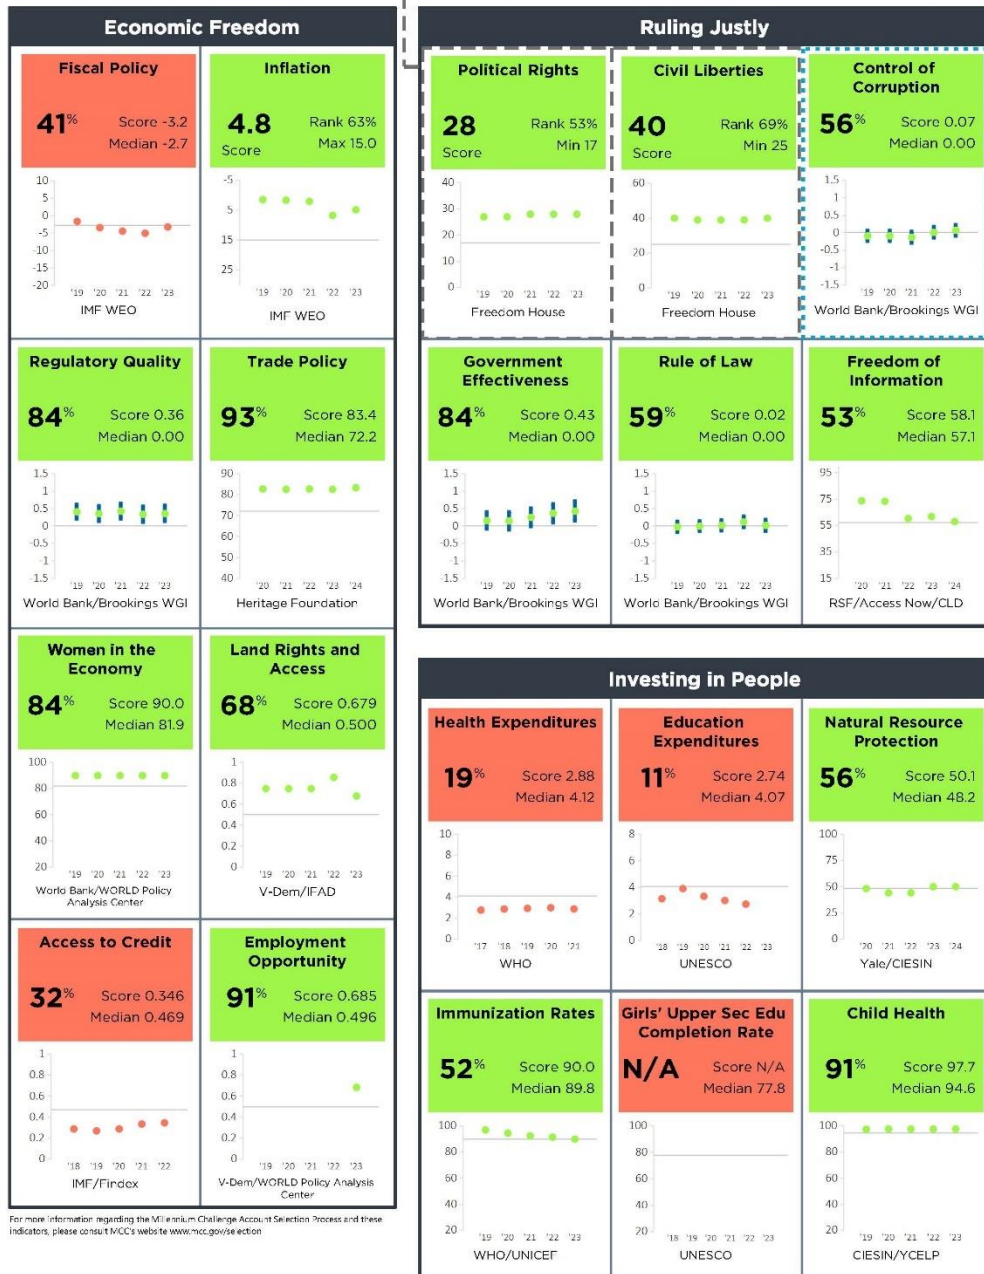 Economic Freedom
Fiscal Policy
41%
Score -3.2
Median -2.7
10
5
0
-5
-10
-15
-20
'19 '20 '21 '22 '23
IMF WEO
Inflation
4.8
Score
Rank 63%
Max 15.0
-5
5
15
25
'19 '20 '21 '22 '23
IMF WEO
Regulatory Quality
84%
Score 0.36
Median 0.00
1.5
1
0.5
0
-0.5
-1
-1.5
'19 '20 '21 '22 '23
World Bank/Brookings WGI
Trade Policy
93%
Score 83.4
Median 72.2
90
80
70
60
50
40
'20 '21 '22 '23 '24
Heritage Foundation
Women in the
Economy
84%
Score 90.0
Median 81.9
100
80
60
40
20
'19 '20 '21 '22 '23
World Bank/WORLD Policy
Analysis Center
Land Rights and
Access
68%
Score 0.679
Median 0.500
1
0.8
0.6
0.4
0.2
0
'19 '20 '21 '22 '23
V-Dem/IFAD
Access to Credit
32%
Score 0.346
Median 0.469
1
0.8
0.6
0.4
0.2
0
'18 '19 '20 '21 '22
IMF/Findex
Employment
Opportunity
91%
Score 0.685
Median 0.496
1
0.8
0.6
0.4
0.2
0
'19 '20 '21 '22 '23
V-Dem/WORLD Policy Analysis
Center
For more information regarding the Millennium Challenge Account Selection Process and these
indicators, please consult MCC's website www.mcc.gov/selection
Ruling Justly
Political Rights
28
Score
Rank 53%
Min 17
40
30
20
10
0
'19 '20 '21 '22 '23
Freedom House
Civil Liberties
40
Score
Rank 69%
Min 25
60
40
20
0
'19 '20 '21 '22 '23
Freedom House
Control of
Corruption
56%
Score 0.07
Median 0.00
1.5
1
0.5
0
-0.5
-1
-1.5
'19 '20 '21 '22 '23
World Bank/Brookings WGI
Government
Effectiveness
84%
Score 0.43
Median 0.00
1.5
1
0.5
0
-0.5
-1
-1.5
'19 '20 '21 '22 '23
World Bank/Brookings WGI
Rule of Law
59%
Score 0.02
Median 0.00
1.5
1
0.5
0
-0.5
-1
-1.5
'19 '20 '21 '22 '23
World Bank/Brookings WGI
Freedom of
Information
53%
Score 58.1
Median 57.1
95
75
55
35
15
'20 '21 '22 '23 '24
RSF/Access Now/CLD
Investing in People
Health Expenditures
19%
Score 2.88
Median 4.12
10
8
6
4
2
0
'17 '18 '19 '20 '21
WHO
Education
Expenditures
11%
Score 2.74
Median 4.07
8
6
4
2
0
'18 '19 '20 '21 '22 '23
UNESCO
Natural Resource
Protection
56%
Score 50.1
Median 48.2
100
75
50
25
0
'20 '21 '22 '23 '24
Yale/CIESIN
Immunization Rates
52%
Score 90.0
Median 89.8
100
80
60
40
20
'19 '20 '21 '22 '23
WHO/UNICEF
Girls' Upper Sec Edu
Completion Rate
N/A
Score N/A
Median 77.8
100
80
60
40
20
'19 '20 '21 '22 '23
UNESCO
Child Health
91%
Score 97.7
Median 94.6
100
80
60
40
20
'19 '20 '21 '22 '23
CIESIN/YCELP